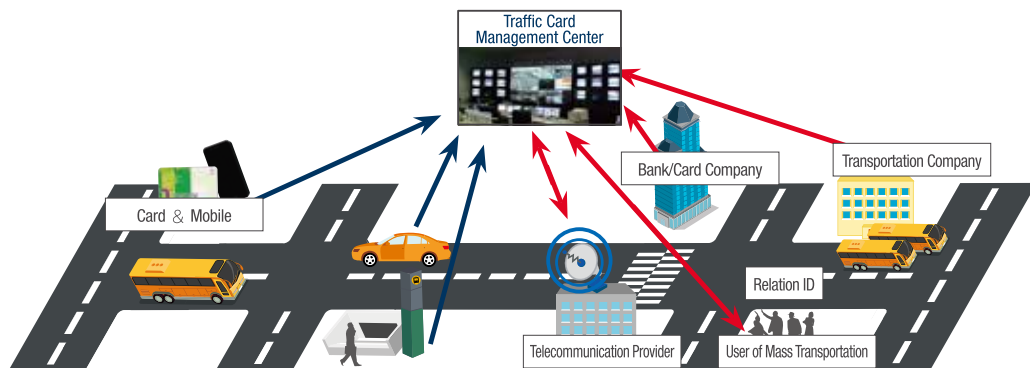 Traffic Card
Management Center
Bank/Card Company
Transportation Company
Card & Mobile
Relation ID
Telecommunication Provider
User of Mass Transportation